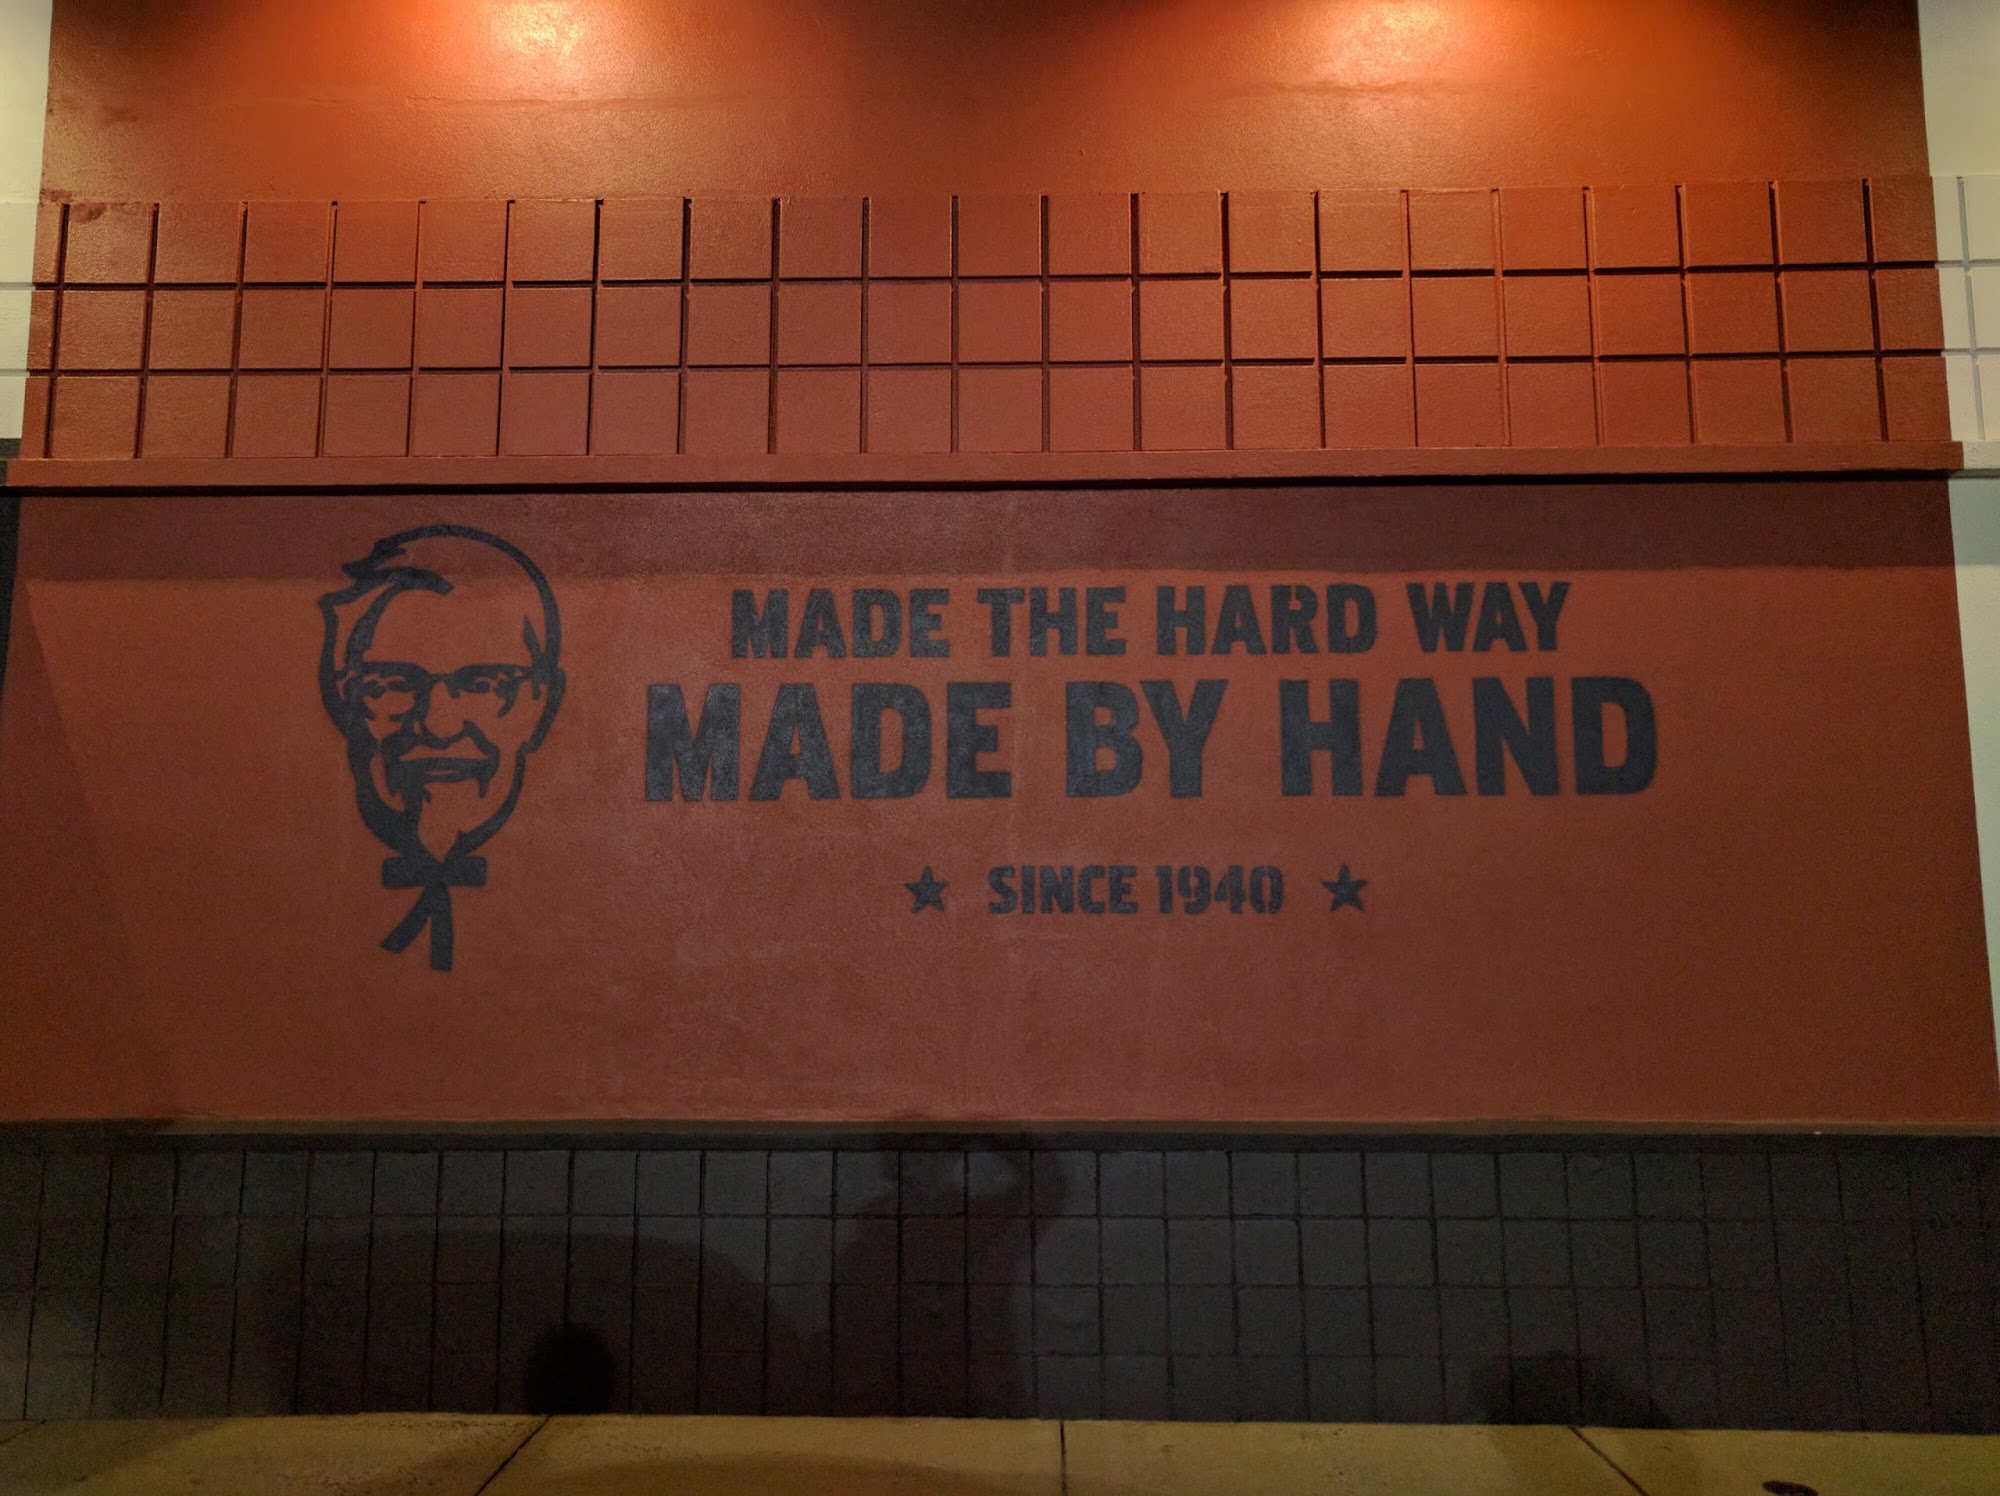 MADE THE HARD WAY
MADE BY HAND
★ SINCE 1940 ★